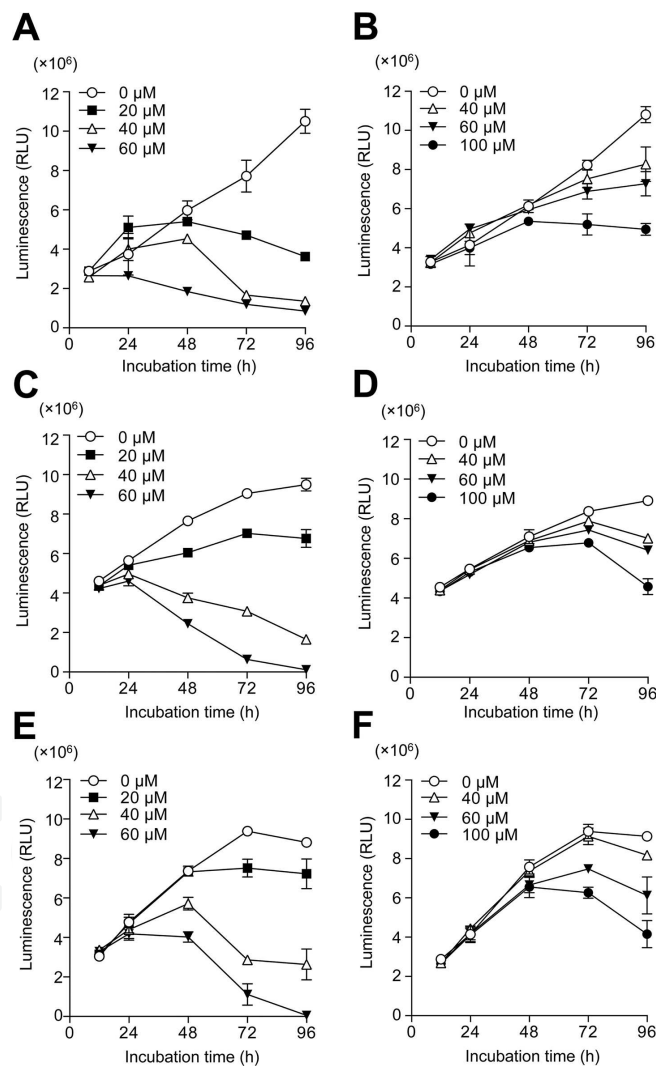 A
(×10⁶)
12
10
8
6
4
2
0
0 μM
20 μM
40 μM
60 μM
Luminescence (RLU)
0
24
48
72
96
Incubation time (h)
B
(×10⁶)
12
10
8
6
4
2
0
0 μM
40 μM
60 μM
100 μM
Luminescence (RLU)
0
24
48
72
96
Incubation time (h)
C
(×10⁶)
12
10
8
6
4
2
0
0 μM
20 μM
40 μM
60 μM
Luminescence (RLU)
0
24
48
72
96
Incubation time (h)
D
(×10⁶)
12
10
8
6
4
2
0
0 μM
40 μM
60 μM
100 μM
Luminescence (RLU)
0
24
48
72
96
Incubation time (h)
E
(×10⁶)
12
10
8
6
4
2
0
0 μM
20 μM
40 μM
60 μM
Luminescence (RLU)
0
24
48
72
96
Incubation time (h)
F
(×10⁶)
12
10
8
6
4
2
0
0 μM
40 μM
60 μM
100 μM
Luminescence (RLU)
0
24
48
72
96
Incubation time (h)